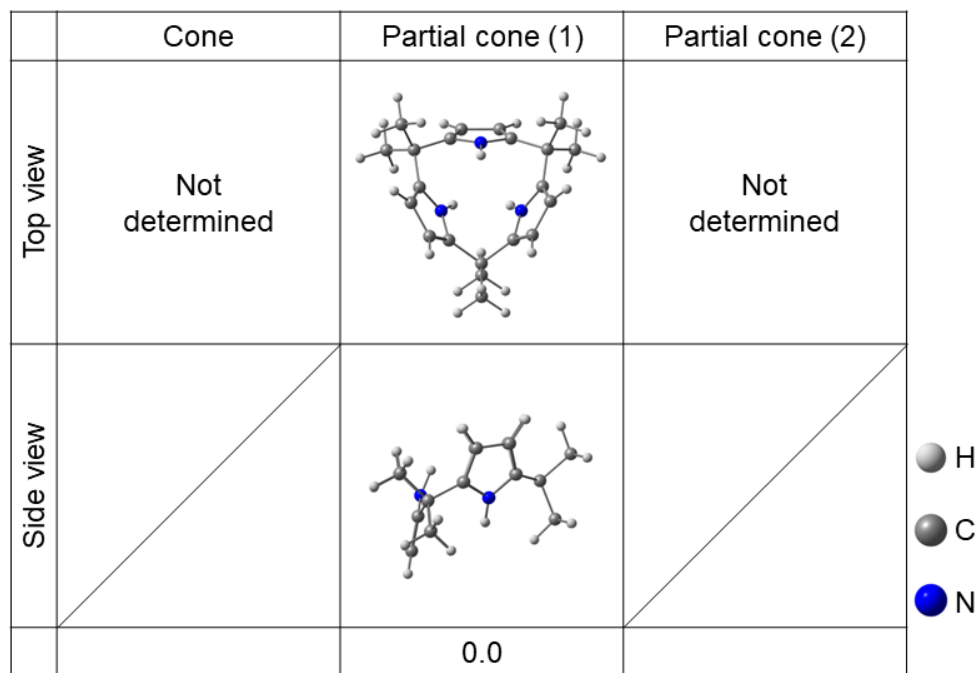 Cone
Partial cone (1)
Partial cone (2)
Top view
Not
determined
Not
determined
Side view
H
C
N
0.0